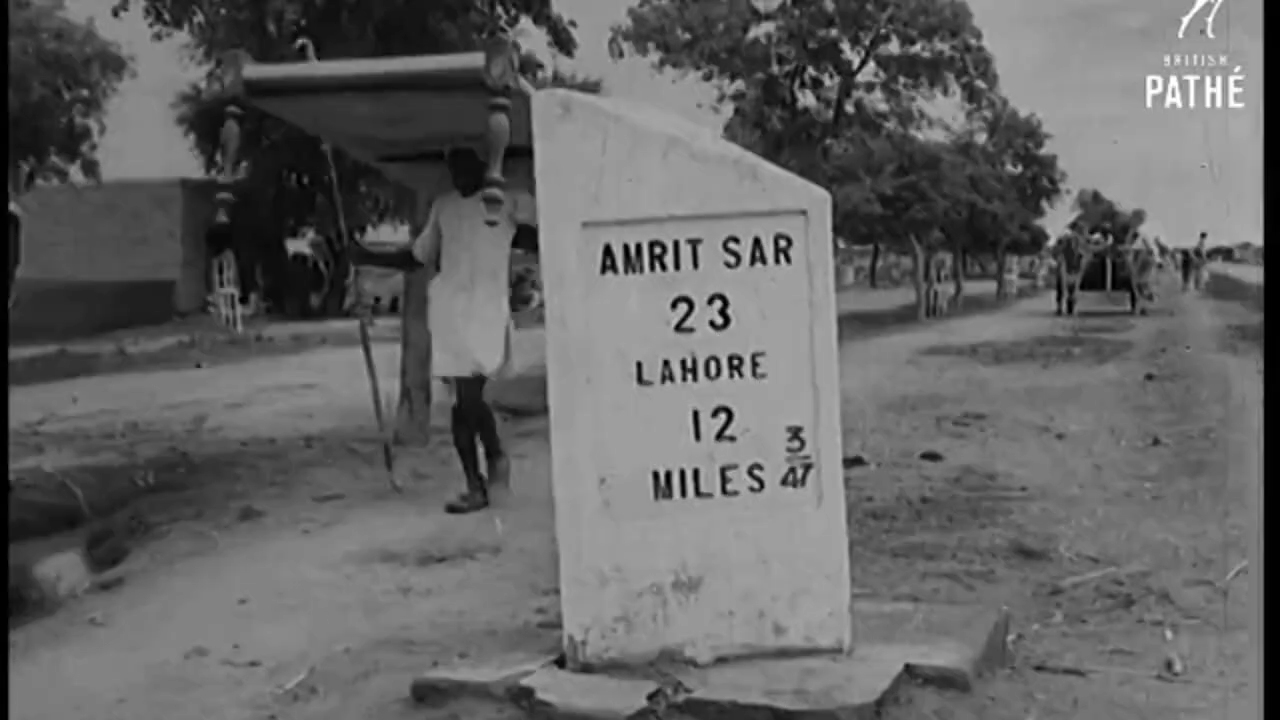 BRITISH
PATHÉ
AMRIT SAR
23
LAHORE
12
MILES 3/47